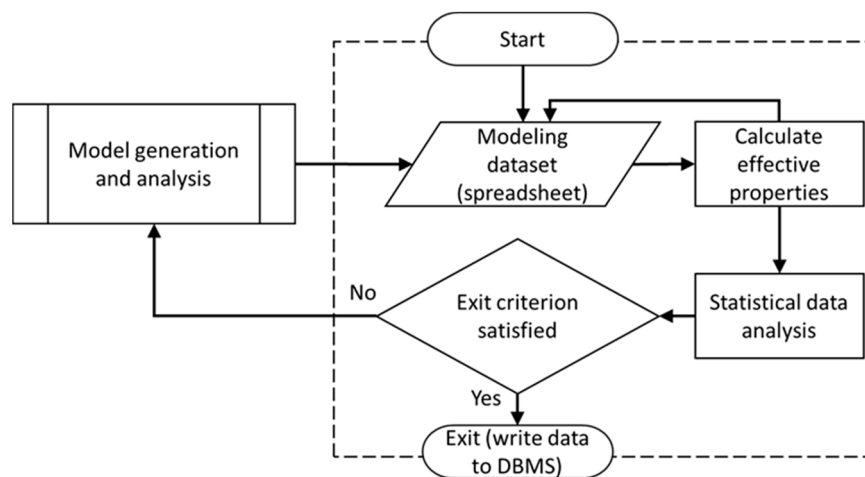 Start
Model generation
and analysis
Modeling
dataset
(spreadsheet)
Calculate
effective
properties
No
Exit criterion
satisfied
Statistical data
analysis
Yes
Exit (write data
to DBMS)